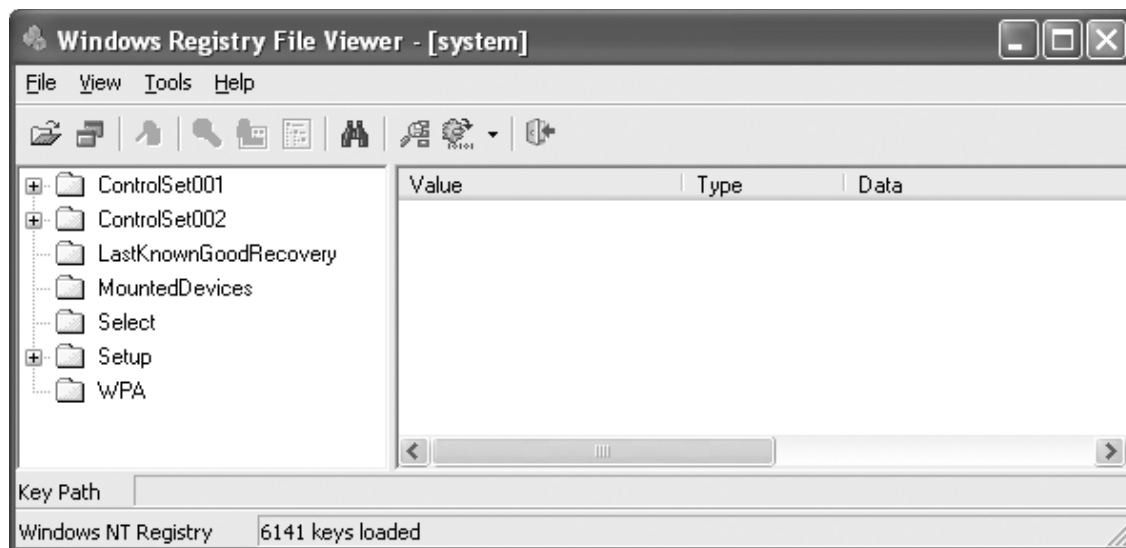 Windows Registry File Viewer - [system]
File View Tools Help
ControlSet001
ControlSet002
LastKnownGoodRecovery
MountedDevices
Select
Setup
WPA
Value Type Data
Key Path
Windows NT Registry 6141 keys loaded